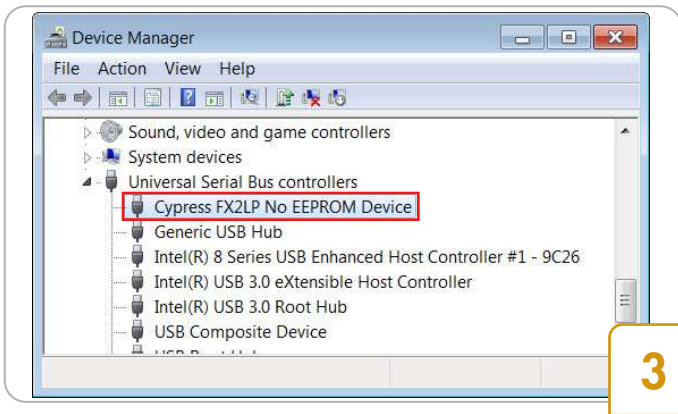 Device Manager
File Action View Help
Sound, video and game controllers
System devices
Universal Serial Bus controllers
Cypress FX2LP No EEPROM Device
Generic USB Hub
Intel(R) 8 Series USB Enhanced Host Controller #1 - 9C26
Intel(R) USB 3.0 eXtensible Host Controller
Intel(R) USB 3.0 Root Hub
USB Composite Device
3